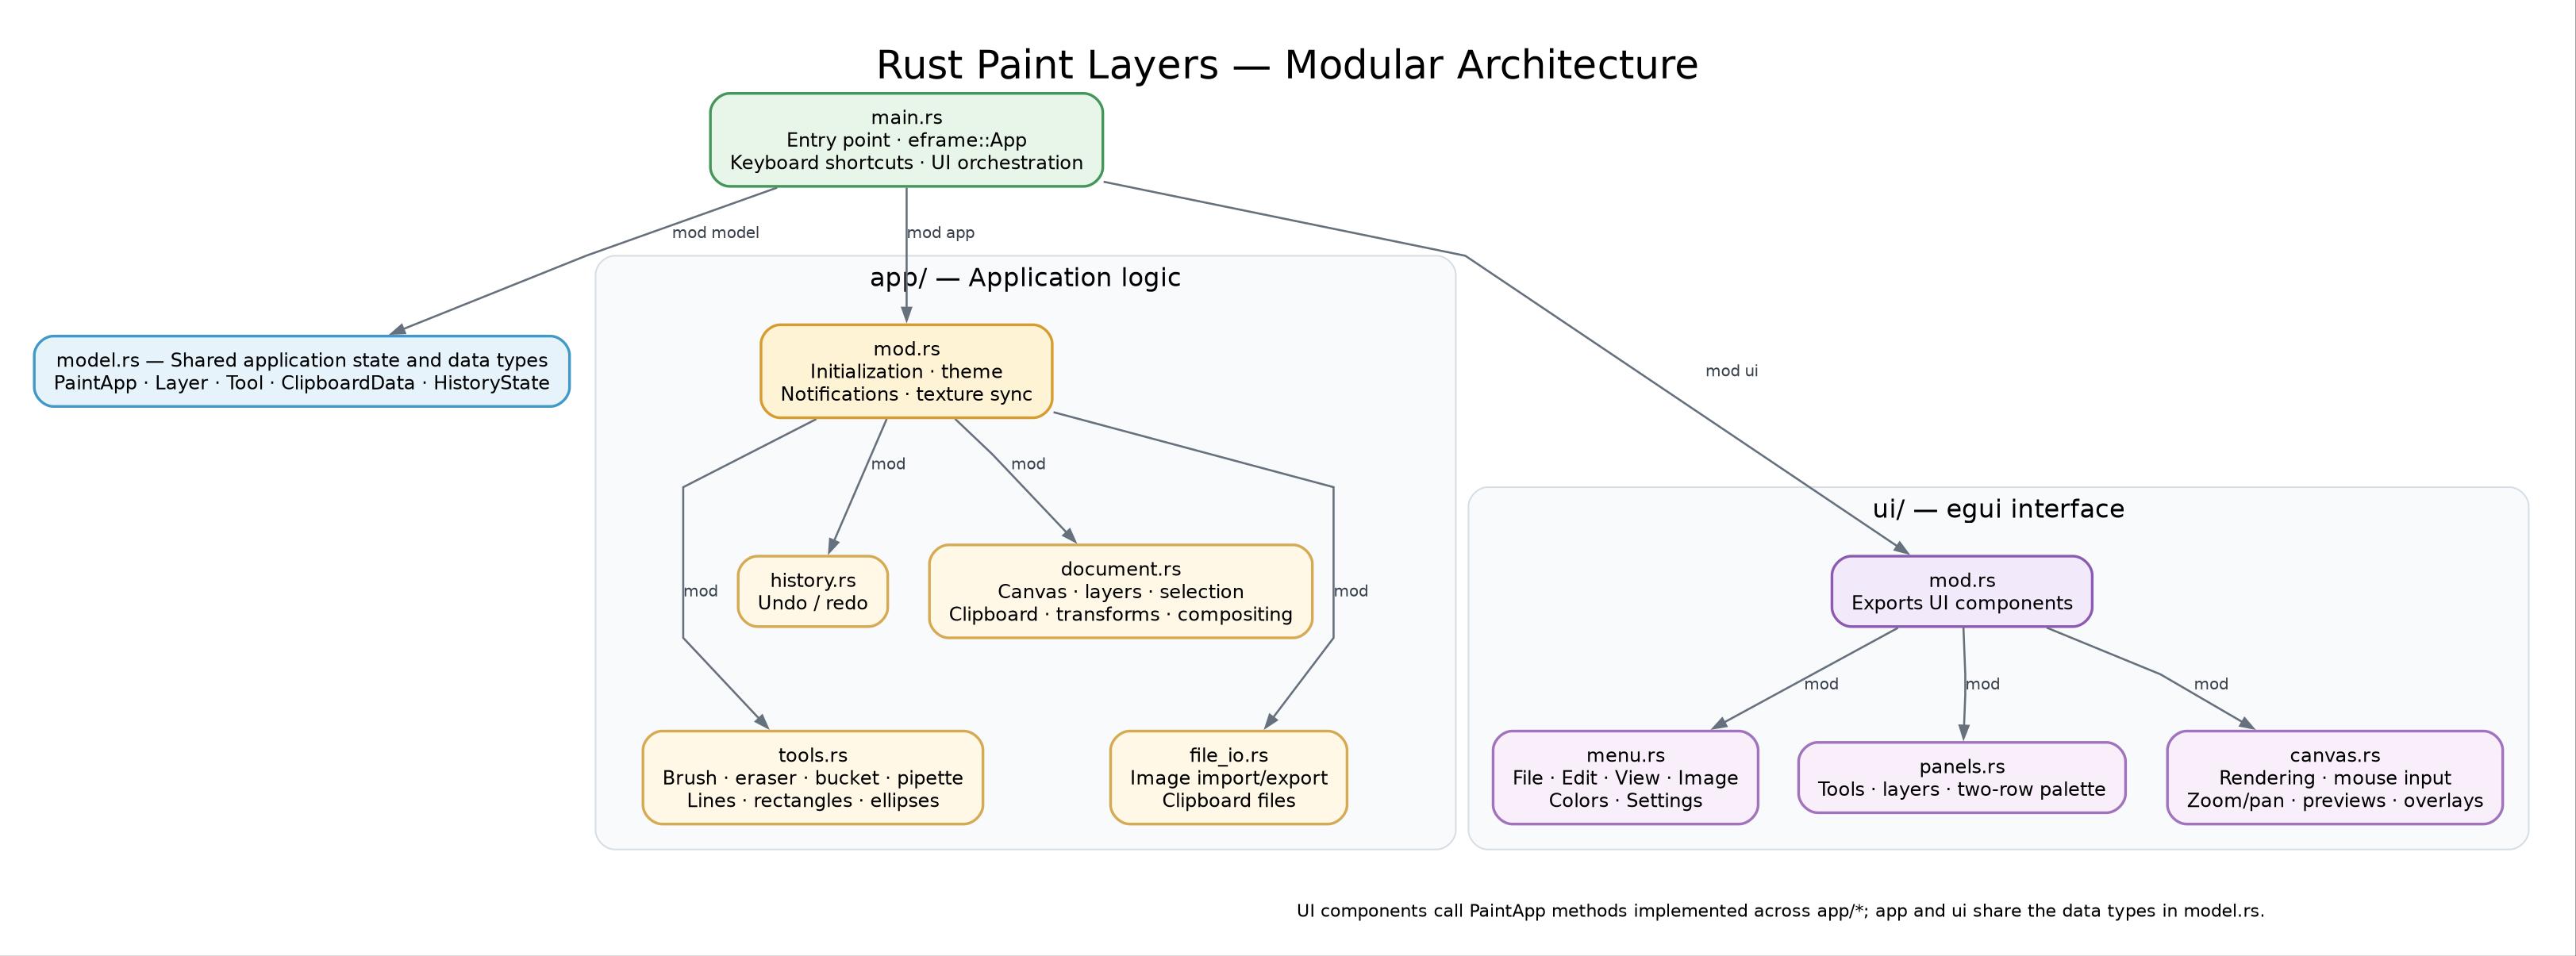 Rust Paint Layers — Modular Architecture
main.rs
Entry point · eframe::App
Keyboard shortcuts · UI orchestration
mod model
mod app
mod ui
model.rs — Shared application state and data types
PaintApp · Layer · Tool · ClipboardData · HistoryState
app/ — Application logic
mod.rs
Initialization · theme
Notifications · texture sync
mod
mod
mod
mod
history.rs
Undo / redo
document.rs
Canvas · layers · selection
Clipboard · transforms · compositing
tools.rs
Brush · eraser · bucket · pipette
Lines · rectangles · ellipses
file_io.rs
Image import/export
Clipboard files
ui/ — egui interface
mod.rs
Exports UI components
mod
mod
mod
menu.rs
File · Edit · View · Image
Colors · Settings
panels.rs
Tools · layers · two-row palette
canvas.rs
Rendering · mouse input
Zoom/pan · previews · overlays
UI components call PaintApp methods implemented across app/*; app and ui share the data types in model.rs.